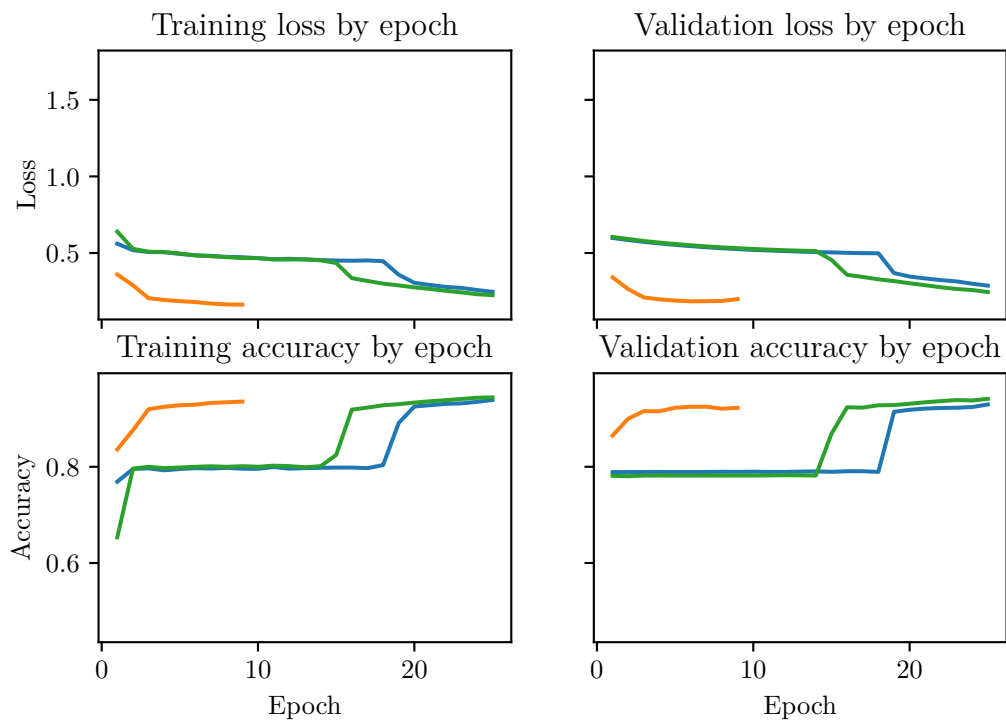 Training loss by epoch
Validation loss by epoch
1.5
1.0
0.5
Loss
Training accuracy by epoch
Validation accuracy by epoch
0.8
0.6
Accuracy
0 10 20
0 20
Epoch
Epoch